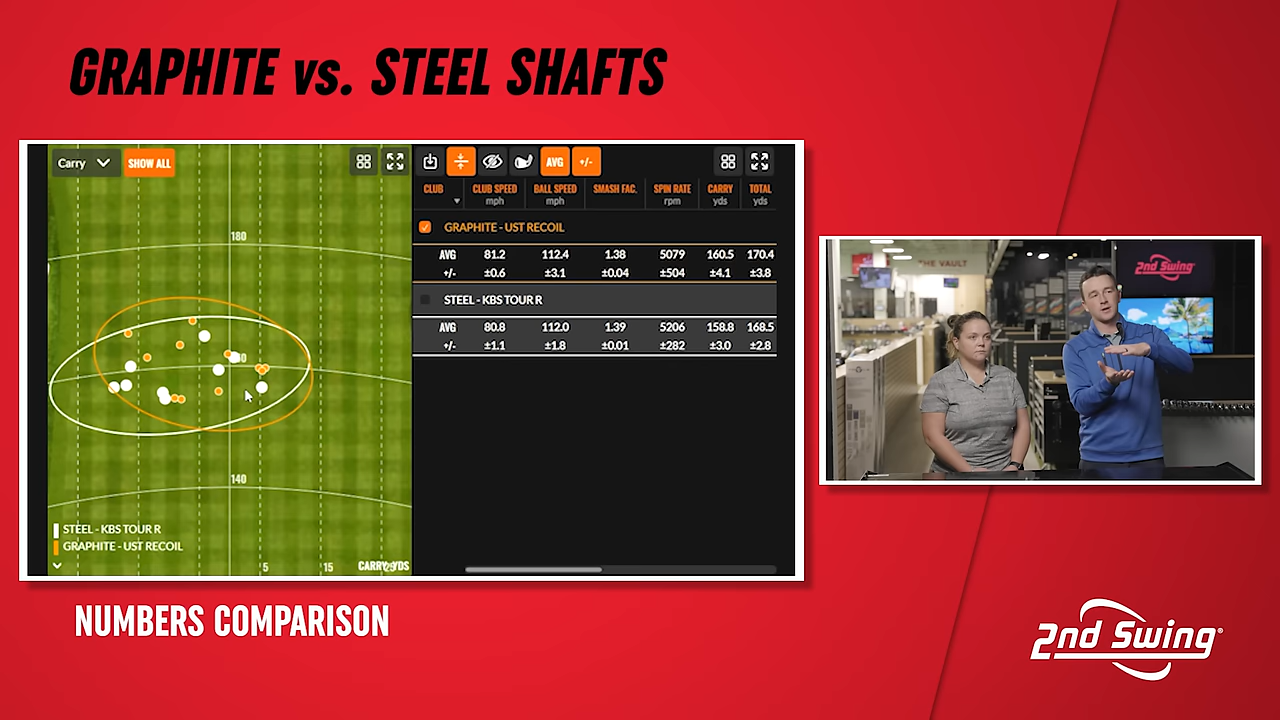 GRAPHITE vs. STEEL SHAFTS
Carry
SHOW ALL
AVG
+/-
CLUB
CLUB SPEED
mph
BALL SPEED
mph
SMASH FAC.
SPIN RATE
rpm
CARRY
yds
TOTAL
yds
GRAPHITE - UST RECOIL
AVG 81.2 112.4 1.38 5079 160.5 170.4
+/- ±0.6 ±3.1 ±0.04 ±504 ±4.1 ±3.8
STEEL - KBS TOUR R
AVG 80.8 112.0 1.39 5206 158.8 168.5
+/- ±1.1 ±1.8 ±0.01 ±282 ±3.0 ±2.8
180
140
STEEL - KBS TOUR R
GRAPHITE - UST RECOIL
5 15 CARRY, YDS
THE VAULT
2nd Swing
NUMBERS COMPARISON
2nd Swing®